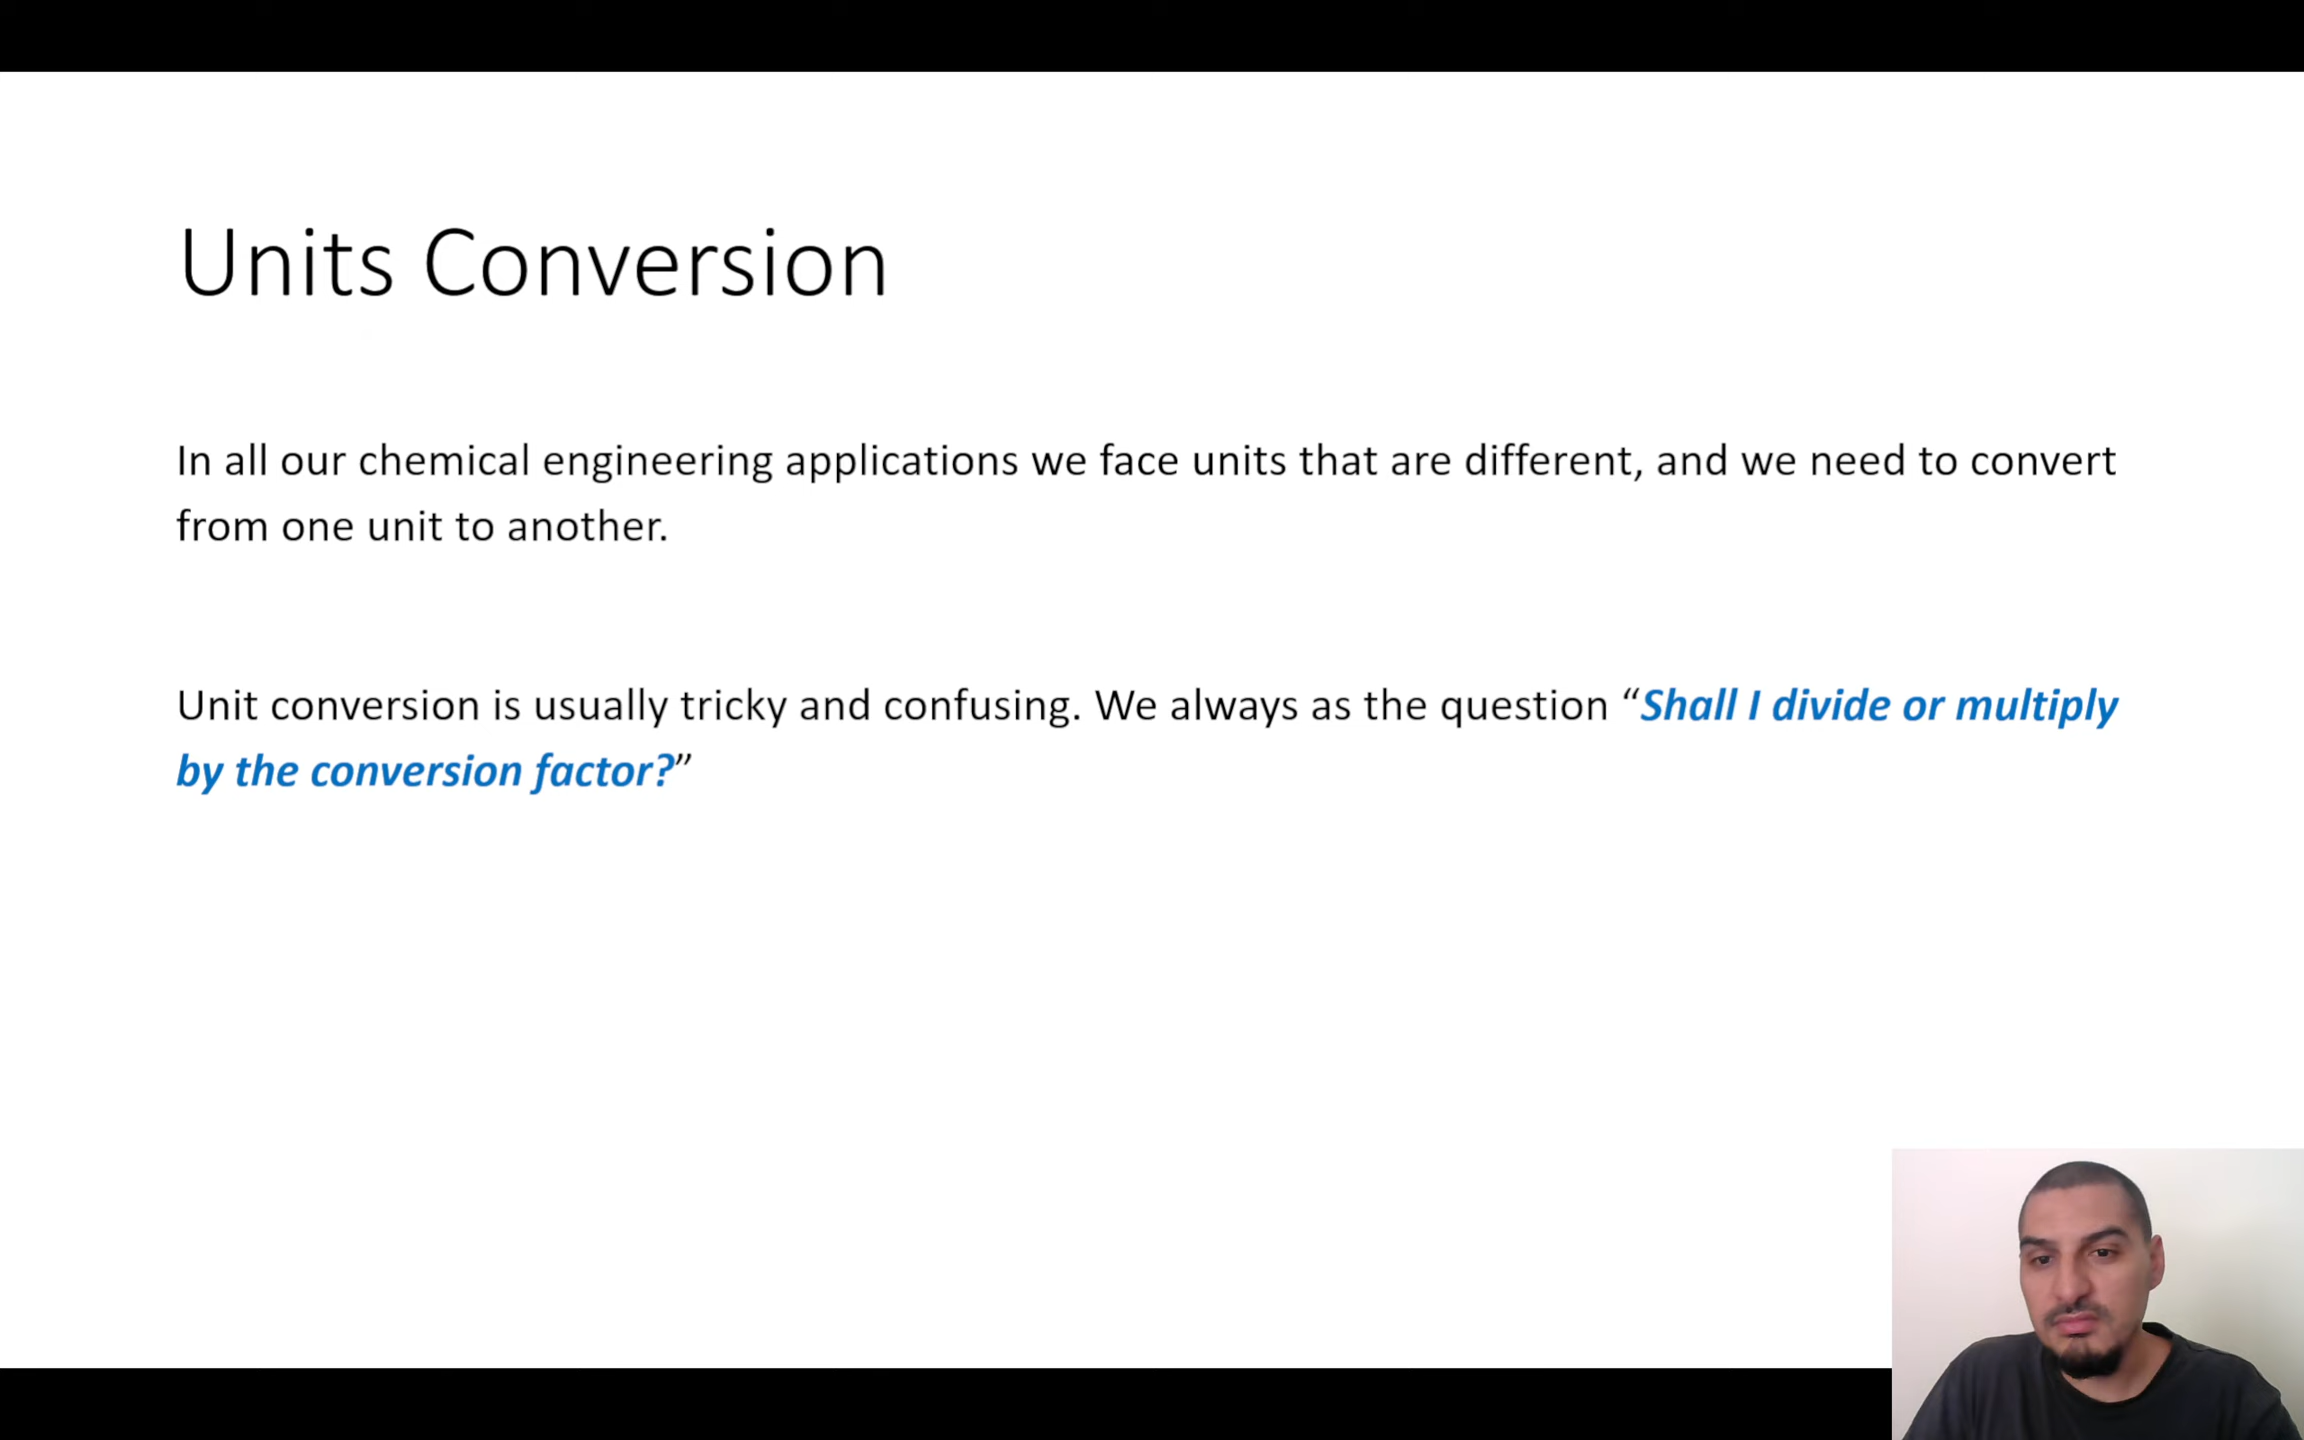 Units Conversion
In all our chemical engineering applications we face units that are different, and we need to convert
from one unit to another.
Unit conversion is usually tricky and confusing. We always as the question “Shall I divide or multiply
by the conversion factor?”